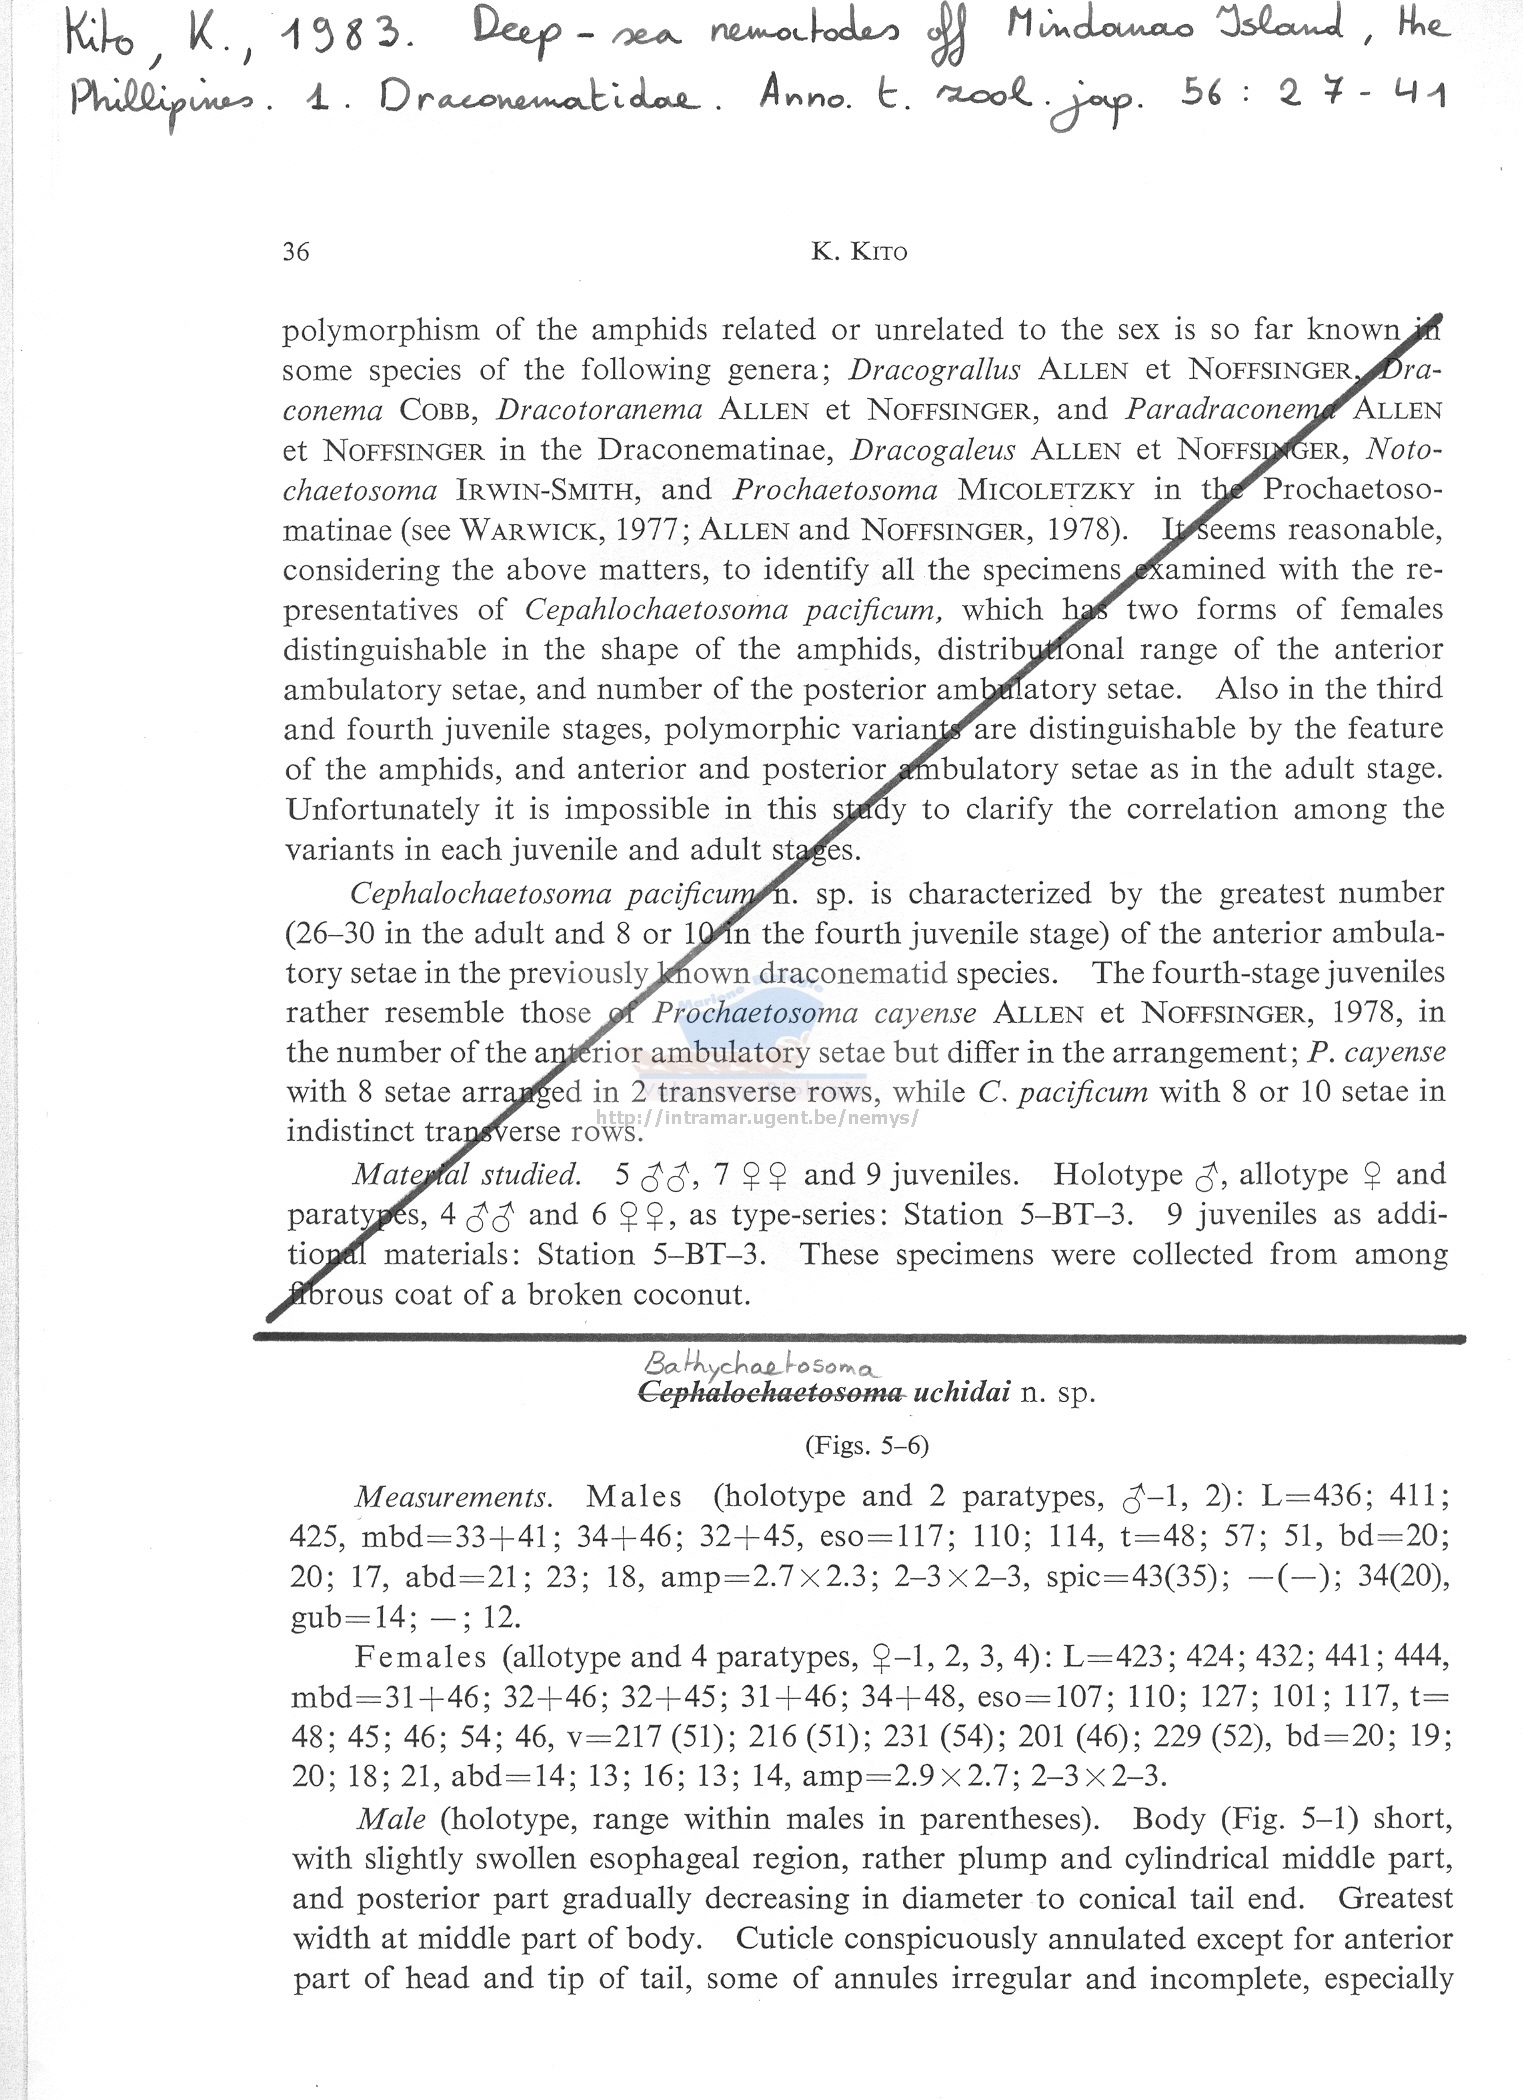 Kito, K., 1983. Deep-sea nematodes off Mindanao Island, the
Phillipines. 1. Draconematidae. Anno. t. zool. jap. 56: 27-41
36
K. KITO
polymorphism of the amphids related or unrelated to the sex is so far known in
some species of the following genera; Dracograllus ALLEN et NOFFSINGER, Dra-
conema COBB, Dracotoranema ALLEN et NOFFSINGER, and Paradraconema ALLEN
et NOFFSINGER in the Draconematinae, Dracogaleus ALLEN et NOFFSINGER, Noto-
chaetosoma IRWIN-SMITH, and Prochaetosoma MICOLETZKY in the Prochaetoso-
matinae (see WARWICK, 1977; ALLEN and NOFFSINGER, 1978). It seems reasonable,
considering the above matters, to identify all the specimens examined with the re-
presentatives of Cepahlochaetosoma pacificum, which has two forms of females
distinguishable in the shape of the amphids, distributional range of the anterior
ambulatory setae, and number of the posterior ambulatory setae. Also in the third
and fourth juvenile stages, polymorphic variants are distinguishable by the feature
of the amphids, and anterior and posterior ambulatory setae as in the adult stage.
Unfortunately it is impossible in this study to clarify the correlation among the
variants in each juvenile and adult stages.
Cephalochaetosoma pacificum n. sp. is characterized by the greatest number
(26–30 in the adult and 8 or 10 in the fourth juvenile stage) of the anterior ambula-
tory setae in the previously known draconematid species. The fourth-stage juveniles
rather resemble those of Prochaetosoma cayense ALLEN et NOFFSINGER, 1978, in
the number of the anterior ambulatory setae but differ in the arrangement; P. cayense
with 8 setae arranged in 2 transverse rows, while C. pacificum with 8 or 10 setae in
http://intramar.ugent.be/nemys/
indistinct transverse rows.
Material studied. 5 ♂♂, 7 ♀♀ and 9 juveniles. Holotype ♂, allotype ♀ and
paratypes, 4 ♂♂ and 6 ♀♀, as type-series: Station 5–BT–3. 9 juveniles as addi-
tional materials: Station 5–BT–3. These specimens were collected from among
fibrous coat of a broken coconut.
Bathychaetosoma
Cephalochaetosoma uchidai n. sp.
(Figs. 5–6)
Measurements. Males (holotype and 2 paratypes, ♂–1, 2): L=436; 411;
425, mbd=33+41; 34+46; 32+45, eso=117; 110; 114, t=48; 57; 51, bd=20;
20; 17, abd=21; 23; 18, amp=2.7×2.3; 2–3×2–3, spic=43(35); —(—); 34(20),
gub=14; —; 12.
Females (allotype and 4 paratypes, ♀–1, 2, 3, 4): L=423; 424; 432; 441; 444,
mbd=31+46; 32+46; 32+45; 31+46; 34+48, eso=107; 110; 127; 101; 117, t=
48; 45; 46; 54; 46, v=217 (51); 216 (51); 231 (54); 201 (46); 229 (52), bd=20; 19;
20; 18; 21, abd=14; 13; 16; 13; 14, amp=2.9×2.7; 2–3×2–3.
Male (holotype, range within males in parentheses). Body (Fig. 5–1) short,
with slightly swollen esophageal region, rather plump and cylindrical middle part,
and posterior part gradually decreasing in diameter to conical tail end. Greatest
width at middle part of body. Cuticle conspicuously annulated except for anterior
part of head and tip of tail, some of annules irregular and incomplete, especially